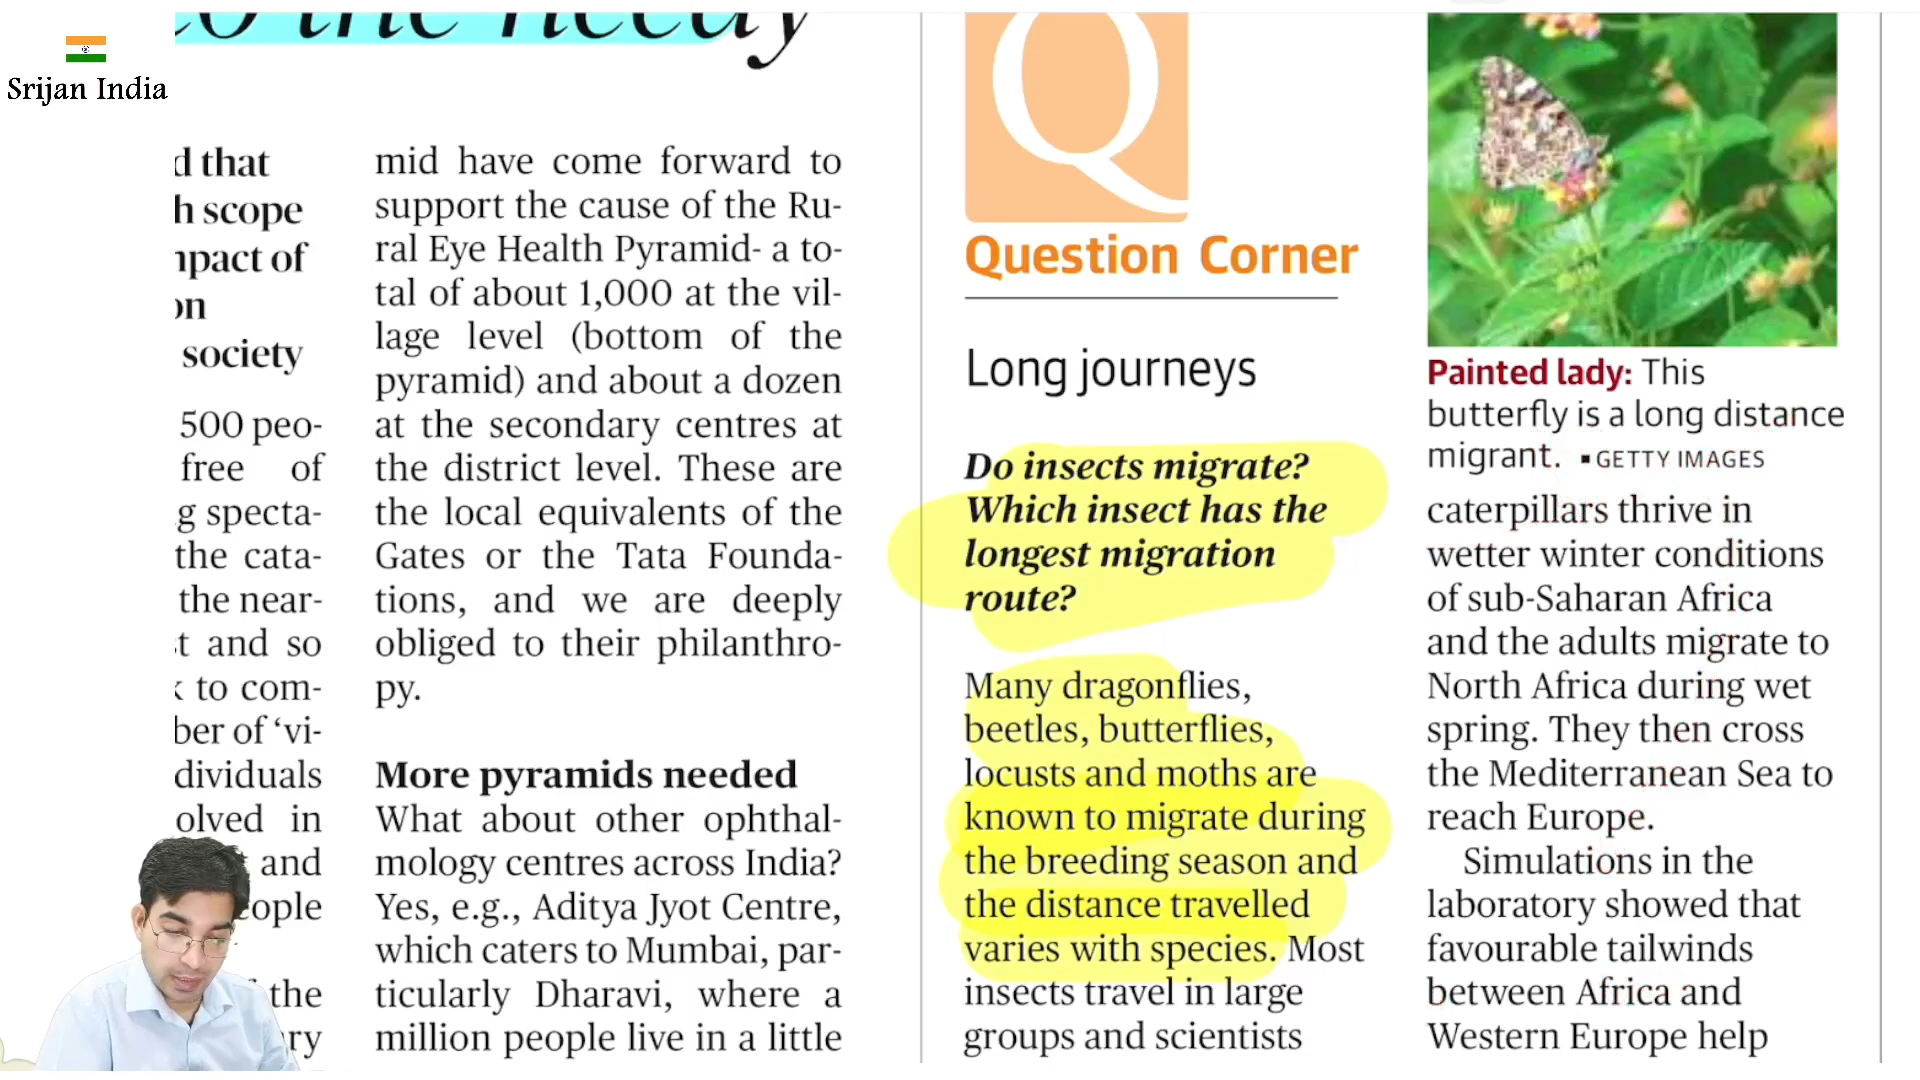 to the needy
Srijan India
d that
h scope
mpact of
on
society
500 peo-
free of
g specta-
the cata-
the near-
t and so
k to com-
ber of ‘vi-
dividuals
olved in
and
eople
the
ry
mid have come forward to
support the cause of the Ru-
ral Eye Health Pyramid- a to-
tal of about 1,000 at the vil-
lage level (bottom of the
pyramid) and about a dozen
at the secondary centres at
the district level. These are
the local equivalents of the
Gates or the Tata Founda-
tions, and we are deeply
obliged to their philanthro-
py.
More pyramids needed
What about other ophthal-
mology centres across India?
Yes, e.g., Aditya Jyot Centre,
which caters to Mumbai, par-
ticularly Dharavi, where a
million people live in a little
Q
Question Corner
Long journeys
Do insects migrate?
Which insect has the
longest migration
route?
Many dragonflies,
beetles, butterflies,
locusts and moths are
known to migrate during
the breeding season and
the distance travelled
varies with species. Most
insects travel in large
groups and scientists
Painted lady: This
butterfly is a long distance
migrant. ▪ GETTY IMAGES
caterpillars thrive in
wetter winter conditions
of sub-Saharan Africa
and the adults migrate to
North Africa during wet
spring. They then cross
the Mediterranean Sea to
reach Europe.
Simulations in the
laboratory showed that
favourable tailwinds
between Africa and
Western Europe help